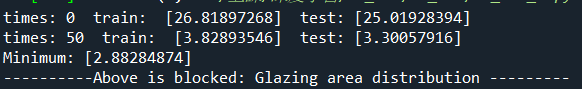 times: 0  train:  [26.81897268]  test: [25.01928394]
times: 50  train:  [3.82893546]  test: [3.30057916]
Minimum: [2.88284874]
----------Above is blocked: Glazing area distribution ---------